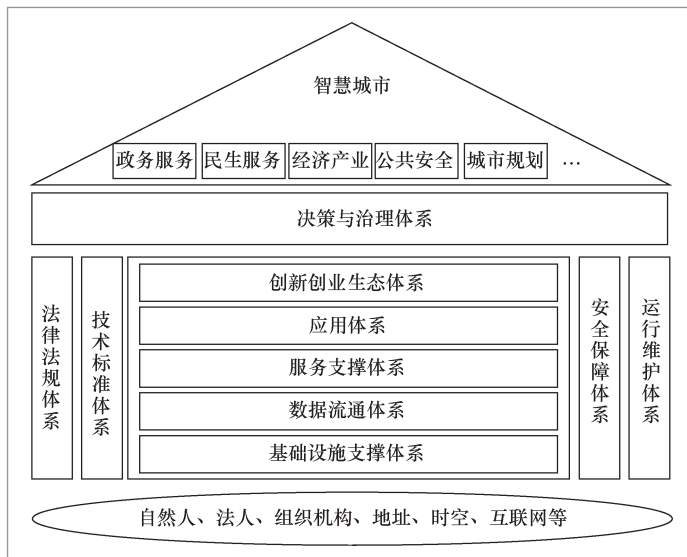 智慧城市
政务服务 民生服务 经济产业 公共安全 城市规划 …
决策与治理体系
法律法规体系
技术标准体系
创新创业生态体系
应用体系
服务支撑体系
数据流通体系
基础设施支撑体系
安全保障体系
运行维护体系
自然人、法人、组织机构、地址、时空、互联网等